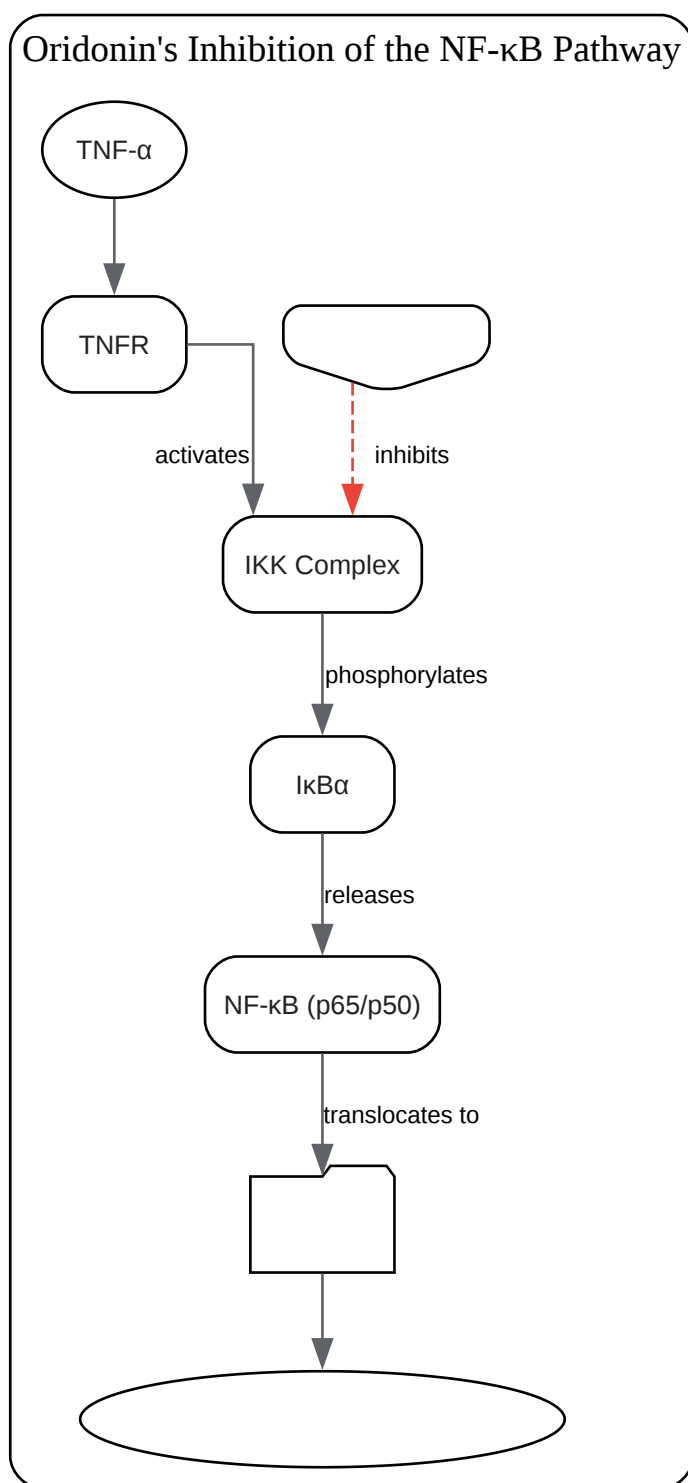 Oridonin's Inhibition of the NF-κB Pathway
TNF-α
TNFR
activates
inhibits
IKK Complex
phosphorylates
IκBα
releases
NF-κB (p65/p50)
translocates to